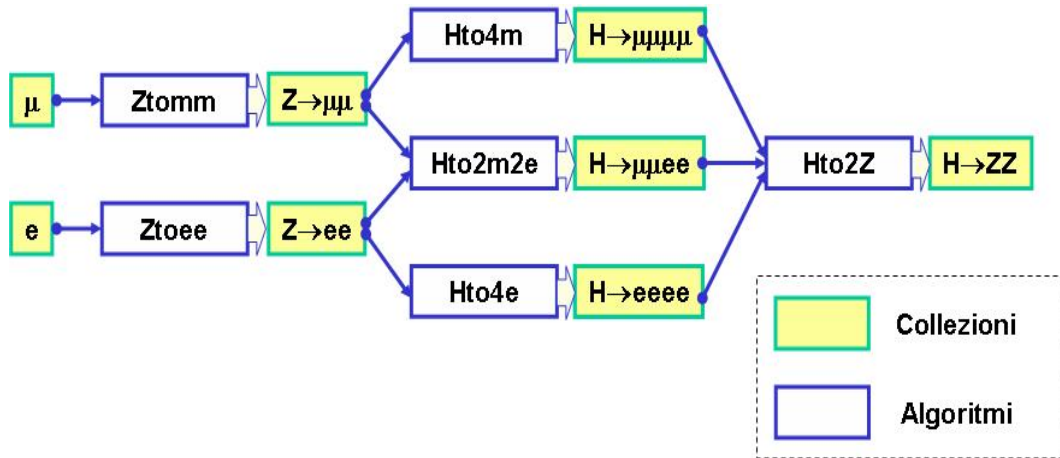 Hto4m
H→μμμμ
μ
Ztomm
Z→μμ
Hto2m2e
H→μμee
Hto2Z
H→ZZ
e
Ztoee
Z→ee
Hto4e
H→eeee
Collezioni
Algoritmi